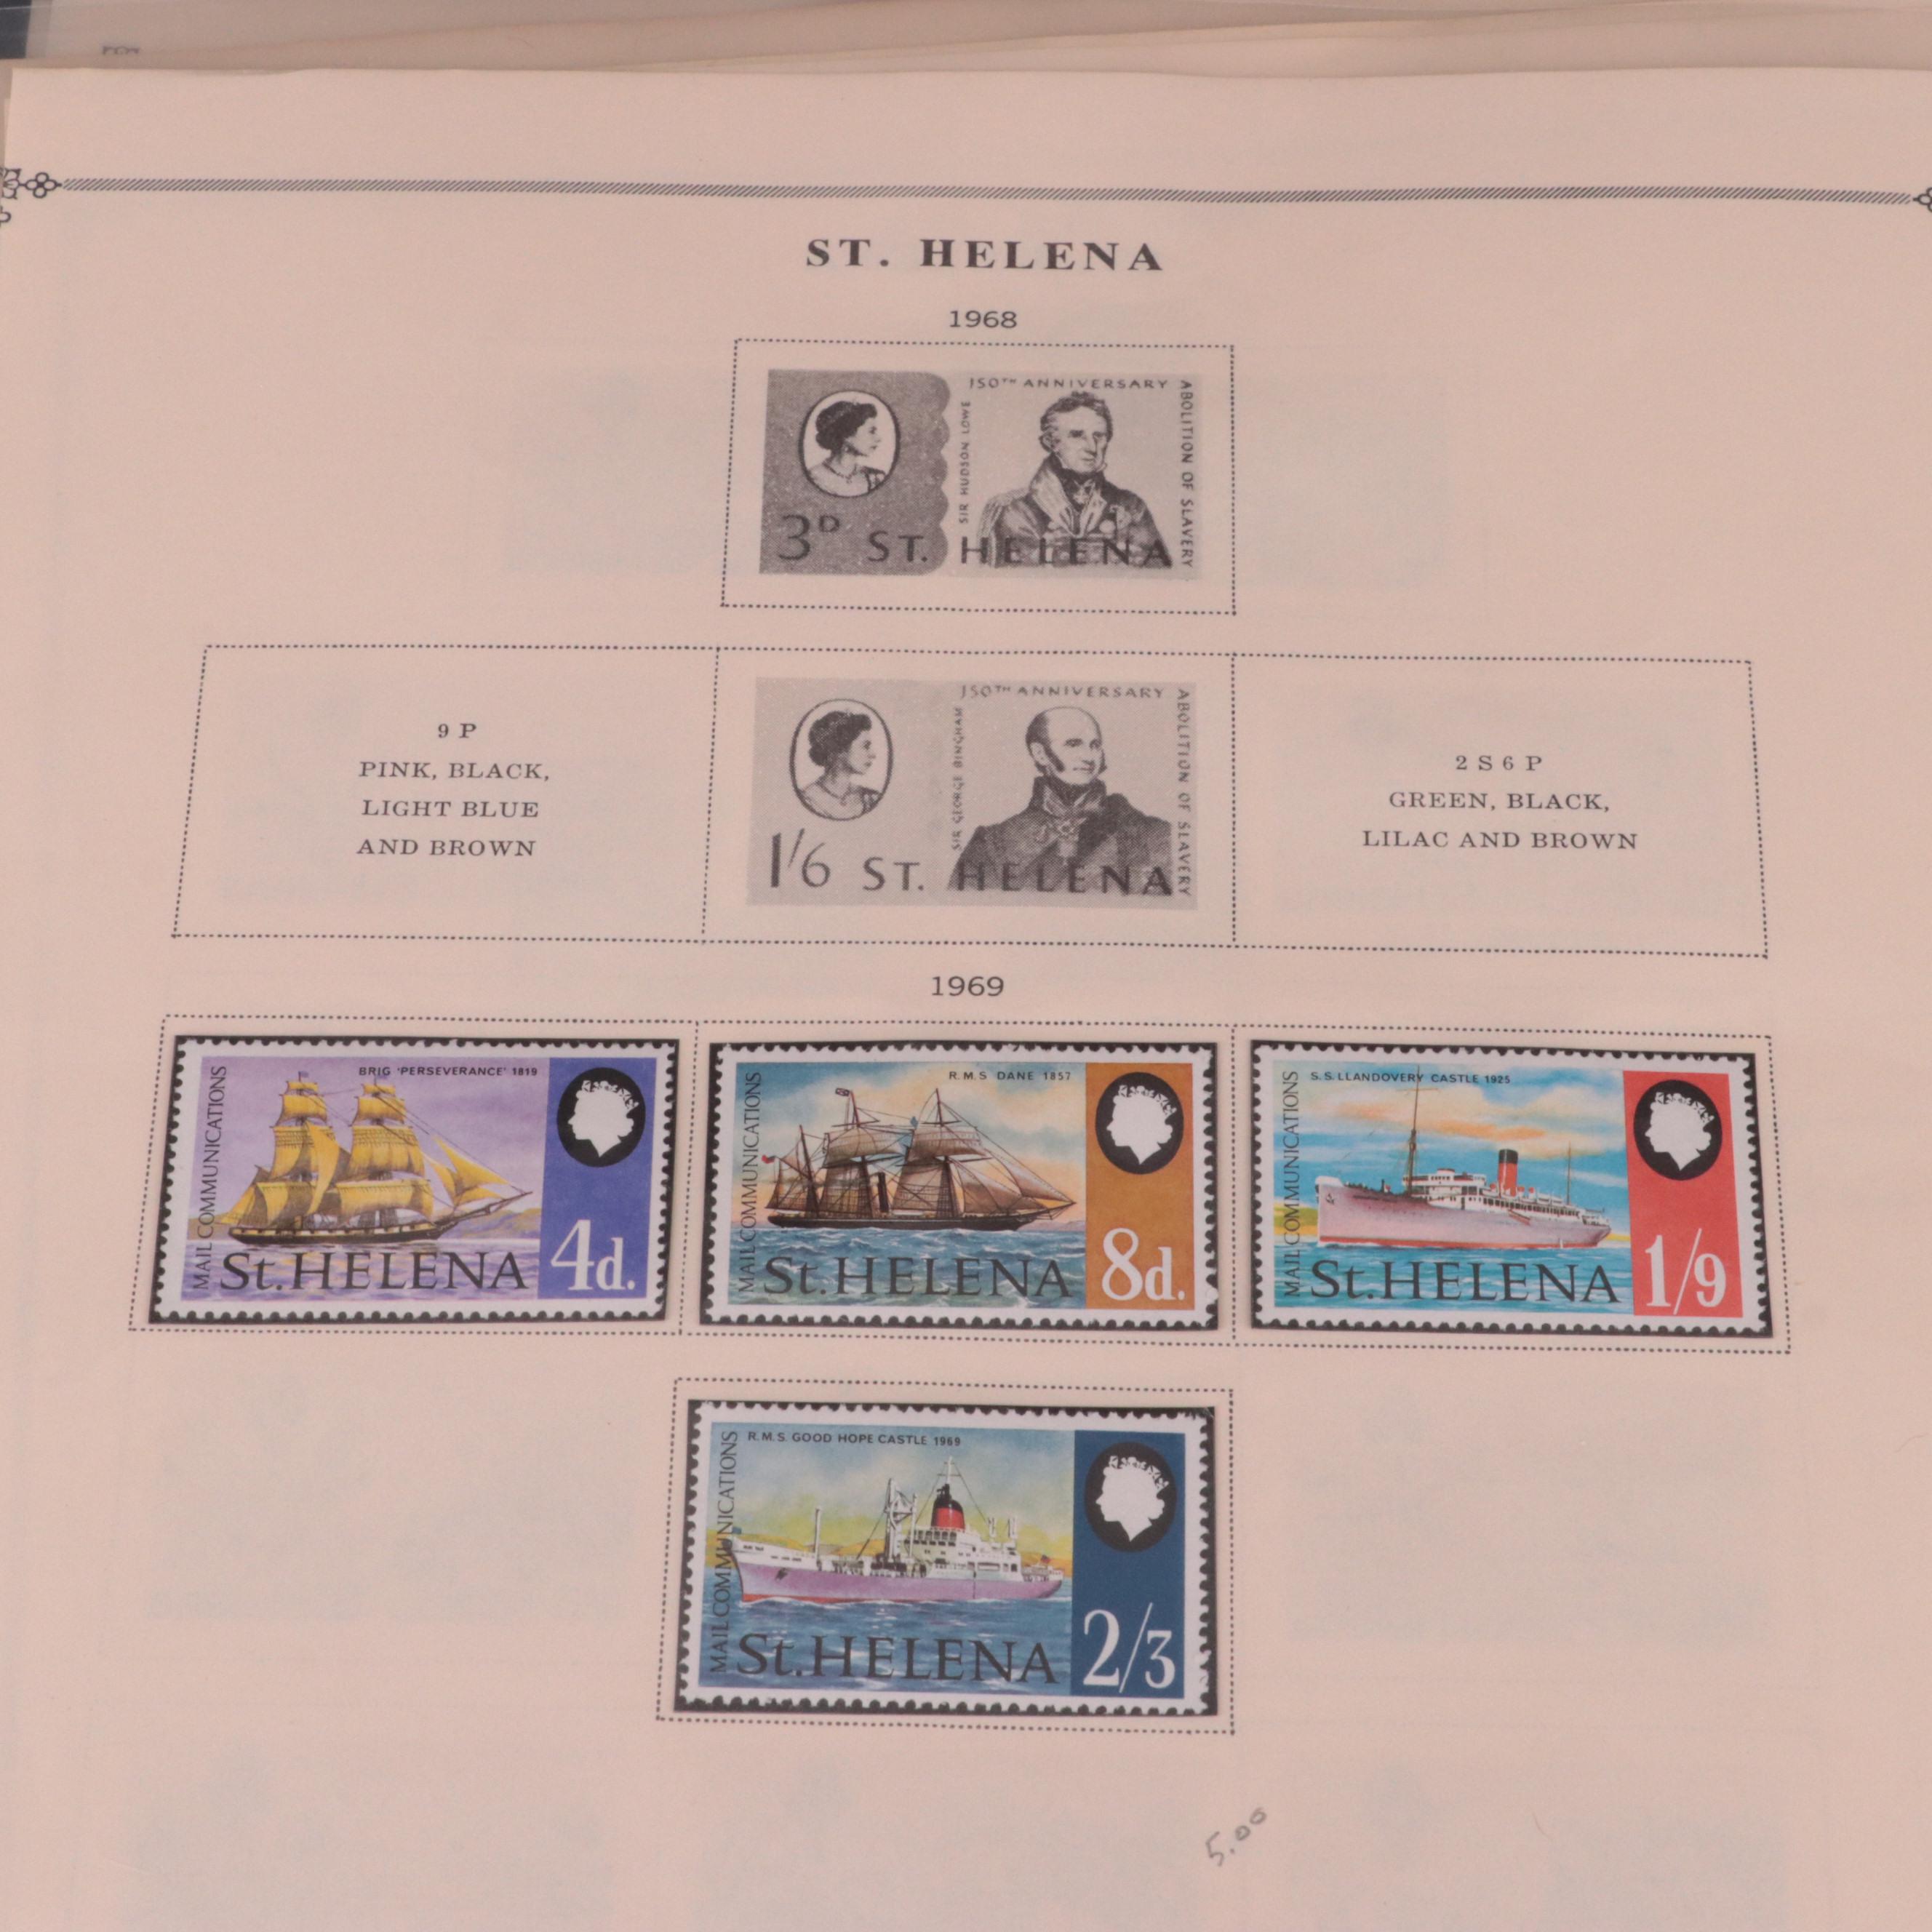 ST. HELENA
1968
150TH ANNIVERSARY
ABOLITION OF SLAVERY
SIR HUDSON LOWE
3D ST. HELENA
9 P
PINK, BLACK,
LIGHT BLUE
AND BROWN
150TH ANNIVERSARY
ABOLITION OF SLAVERY
SIR GEORGE BINGHAM
1/6 ST. HELENA
2 S 6 P
GREEN, BLACK,
LILAC AND BROWN
1969
BRIG 'PERSEVERANCE' 1819
MAIL COMMUNICATIONS
St. HELENA 4d.
R.M.S DANE 1857
MAIL COMMUNICATIONS
St. HELENA 8d.
S.S. LLANDOVERY CASTLE 1925
MAIL COMMUNICATIONS
St. HELENA 1/9
R.M.S. GOOD HOPE CASTLE 1969
MAIL COMMUNICATIONS
St. HELENA 2/3
5.00